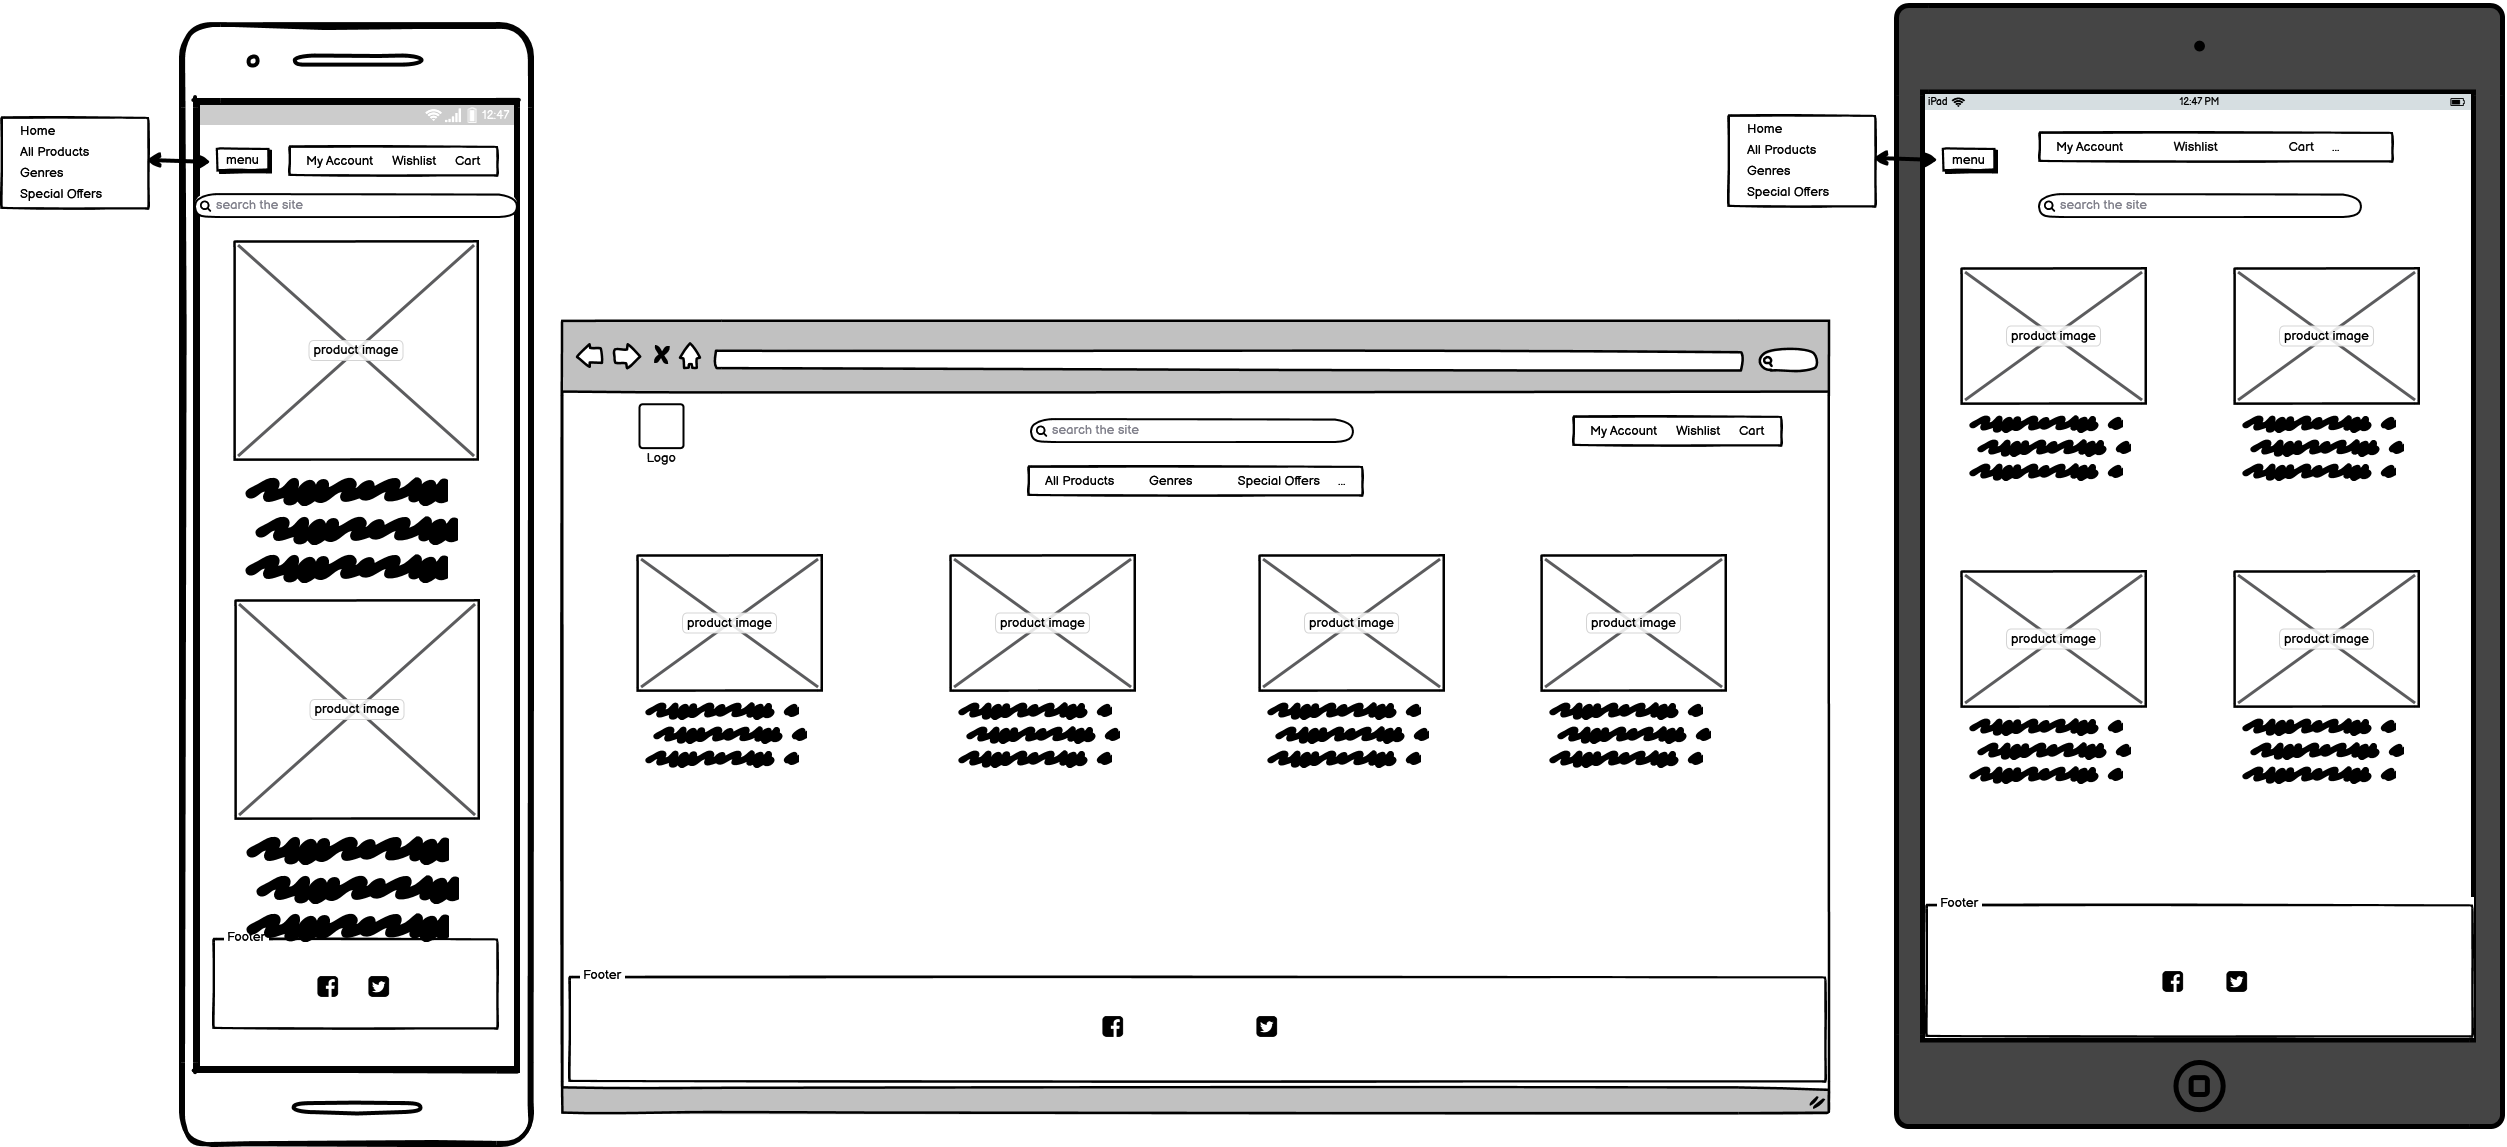 12:47
Home
All Products
Genres
Special Offers
menu
My Account Wishlist Cart
search the site
product image
product image
Footer
Logo
search the site
My Account Wishlist Cart
All Products Genres Special Offers ...
product image product image product image product image
Footer
iPad 12:47 PM
Home
All Products
Genres
Special Offers
menu
My Account Wishlist Cart ...
search the site
product image product image
product image product image
Footer